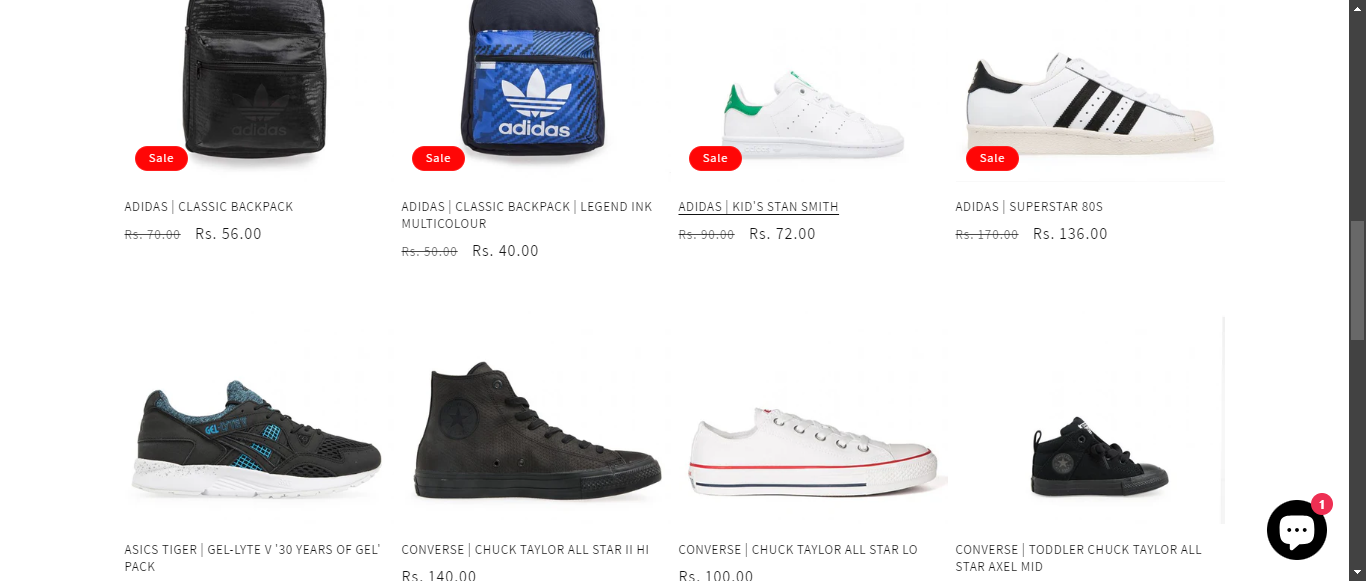 adidas
adidas
Sale
Sale
Sale
Sale
ADIDAS | CLASSIC BACKPACK
Rs. 70.00 Rs. 56.00
ADIDAS | CLASSIC BACKPACK | LEGEND INK
MULTICOLOUR
Rs. 50.00 Rs. 40.00
ADIDAS | KID'S STAN SMITH
Rs. 90.00 Rs. 72.00
ADIDAS | SUPERSTAR 80S
Rs. 170.00 Rs. 136.00
GEL-LYTE V
ASICS TIGER | GEL-LYTE V '30 YEARS OF GEL'
PACK
CONVERSE | CHUCK TAYLOR ALL STAR II HI
Rs. 140.00
CONVERSE | CHUCK TAYLOR ALL STAR LO
Rs. 100.00
CONVERSE | TODDLER CHUCK TAYLOR ALL
STAR AXEL MID
1